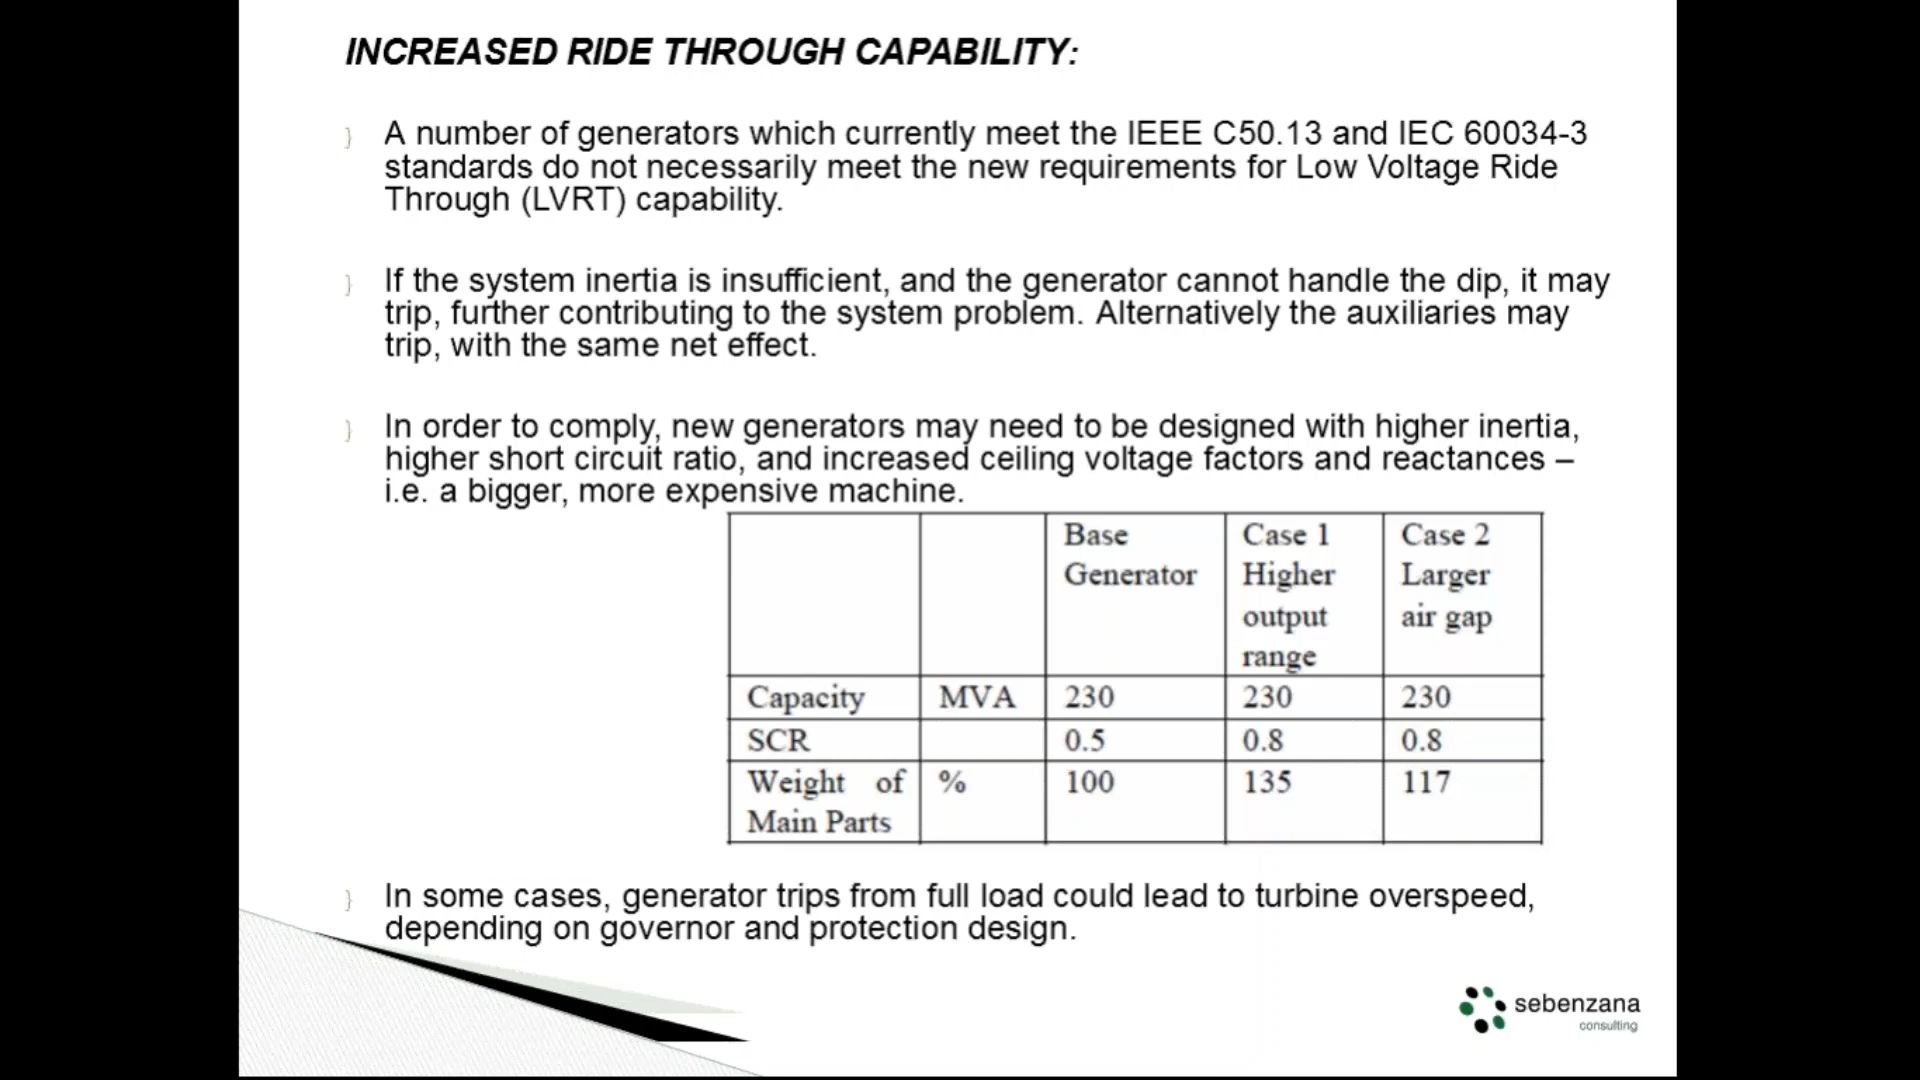 INCREASED RIDE THROUGH CAPABILITY:
A number of generators which currently meet the IEEE C50.13 and IEC 60034-3
standards do not necessarily meet the new requirements for Low Voltage Ride
Through (LVRT) capability.
If the system inertia is insufficient, and the generator cannot handle the dip, it may
trip, further contributing to the system problem. Alternatively the auxiliaries may
trip, with the same net effect.
In order to comply, new generators may need to be designed with higher inertia,
higher short circuit ratio, and increased ceiling voltage factors and reactances –
i.e. a bigger, more expensive machine.
Base Generator
Case 1 Higher output range
Case 2 Larger air gap
Capacity MVA 230 230 230
SCR 0.5 0.8 0.8
Weight of Main Parts % 100 135 117
In some cases, generator trips from full load could lead to turbine overspeed,
depending on governor and protection design.
sebenzana
consulting